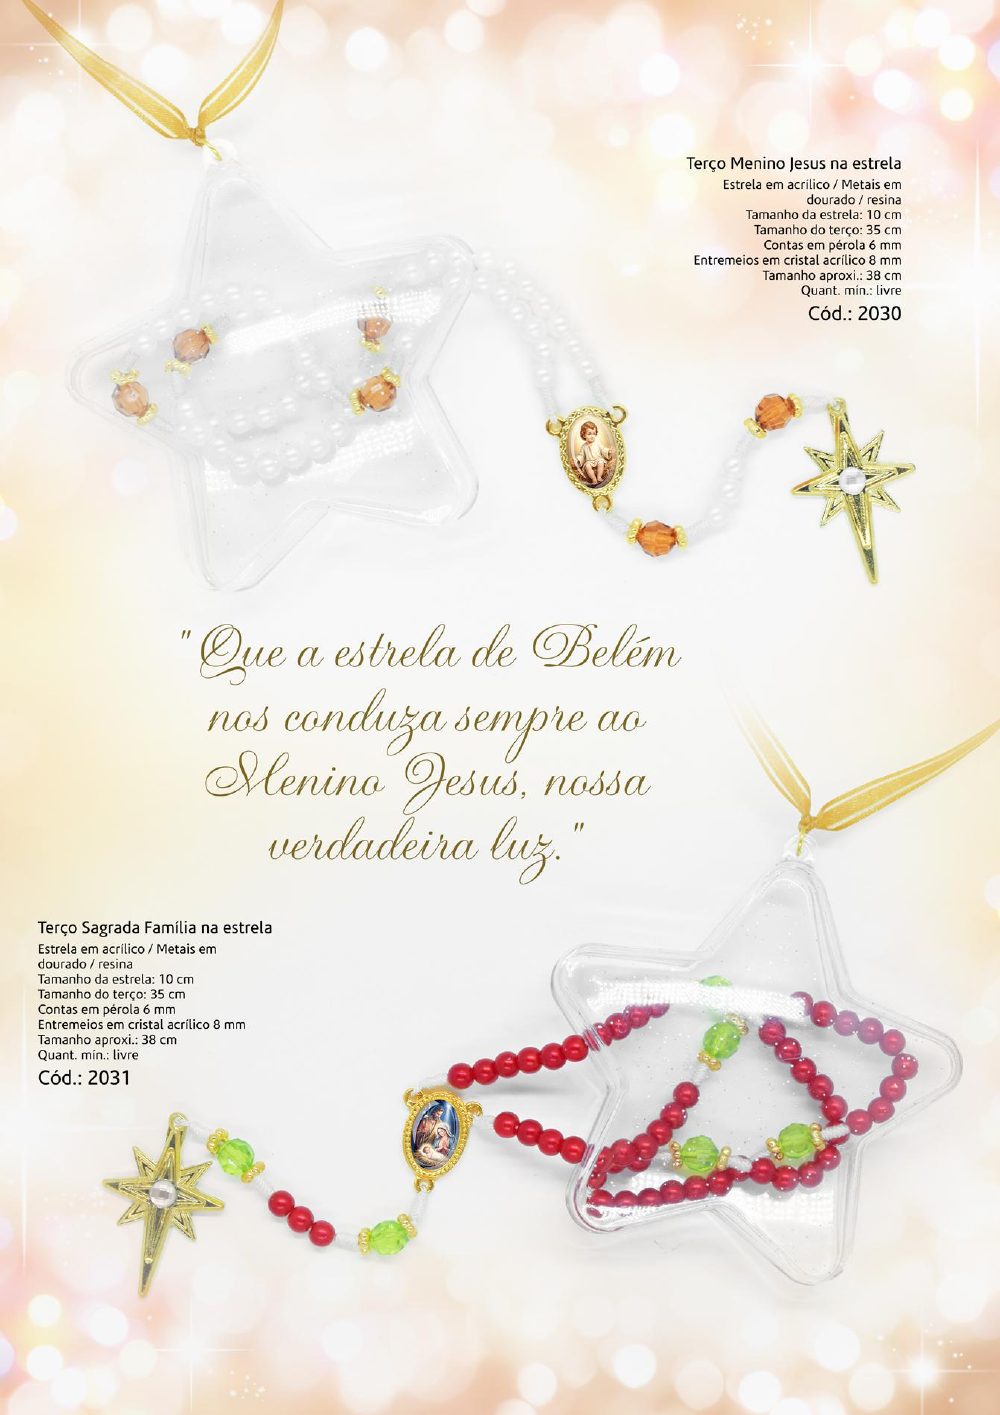 Terço Menino Jesus na estrela
Estrela em acrílico / Metais em
dourado / resina
Tamanho da estrela: 10 cm
Tamanho do terço: 35 cm
Contas em pérola 6 mm
Entremeios em cristal acrílico 8 mm
Tamanho aproxi.: 38 cm
Quant. mín.: livre
Cód.: 2030
"Que a estrela de Belém
nos conduza sempre ao
Menino Jesus, nossa
verdadeira luz."
Terço Sagrada Família na estrela
Estrela em acrílico / Metais em
dourado / resina
Tamanho da estrela: 10 cm
Tamanho do terço: 35 cm
Contas em pérola 6 mm
Entremeios em cristal acrílico 8 mm
Tamanho aproxi.: 38 cm
Quant. mín.: livre
Cód.: 2031